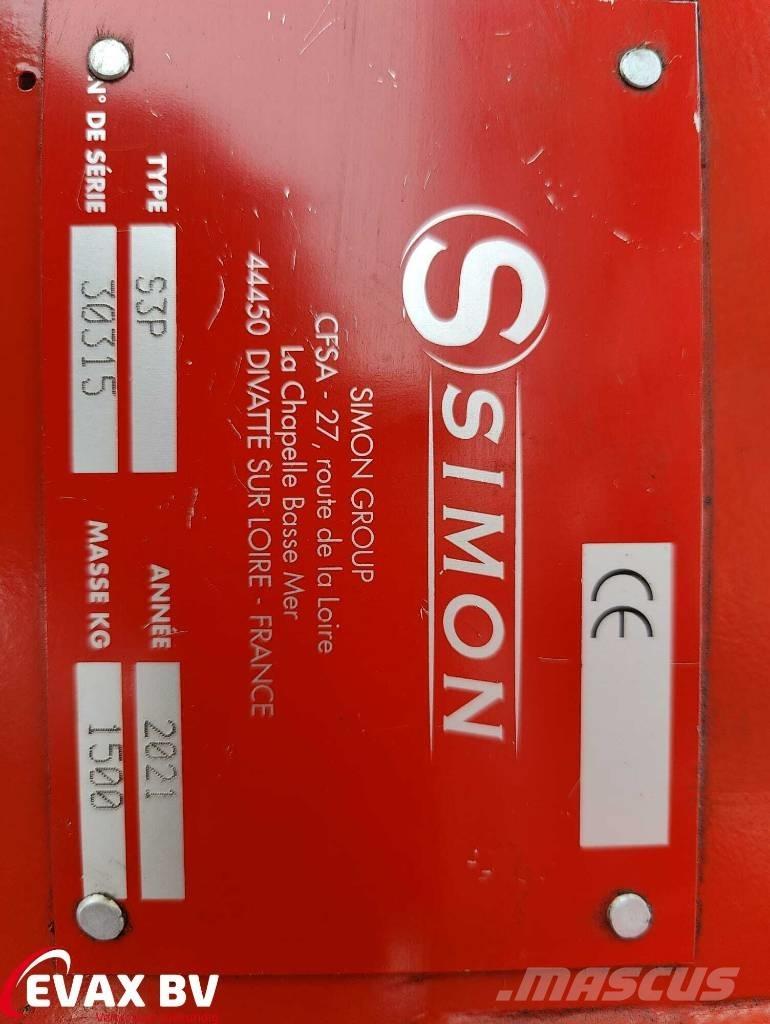 S SIMON
CE
SIMON GROUP
CFSA - 27, route de la Loire
La Chapelle Basse Mer
44450 DIVATTE SUR LOIRE - FRANCE
TYPE S3P ANNÉE 2021
N° DE SÉRIE 30315 MASSE KG 1500
EVAX BV
MASCUS